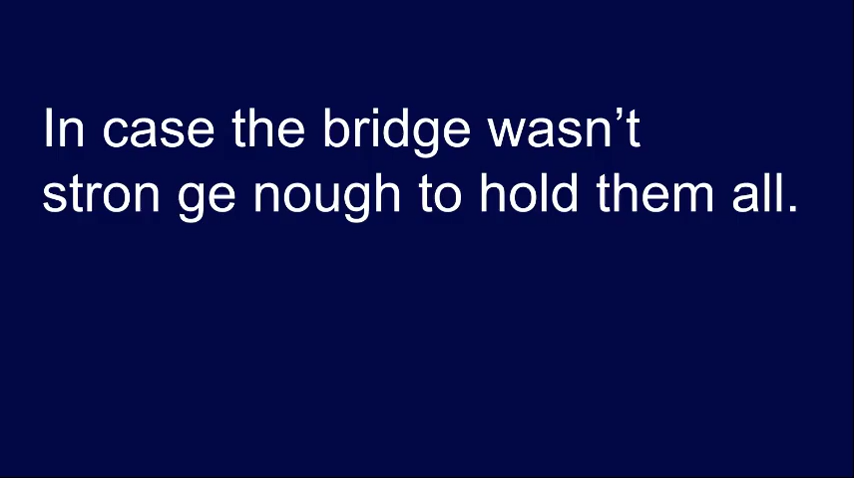 In case the bridge wasn’t
stron ge nough to hold them all.